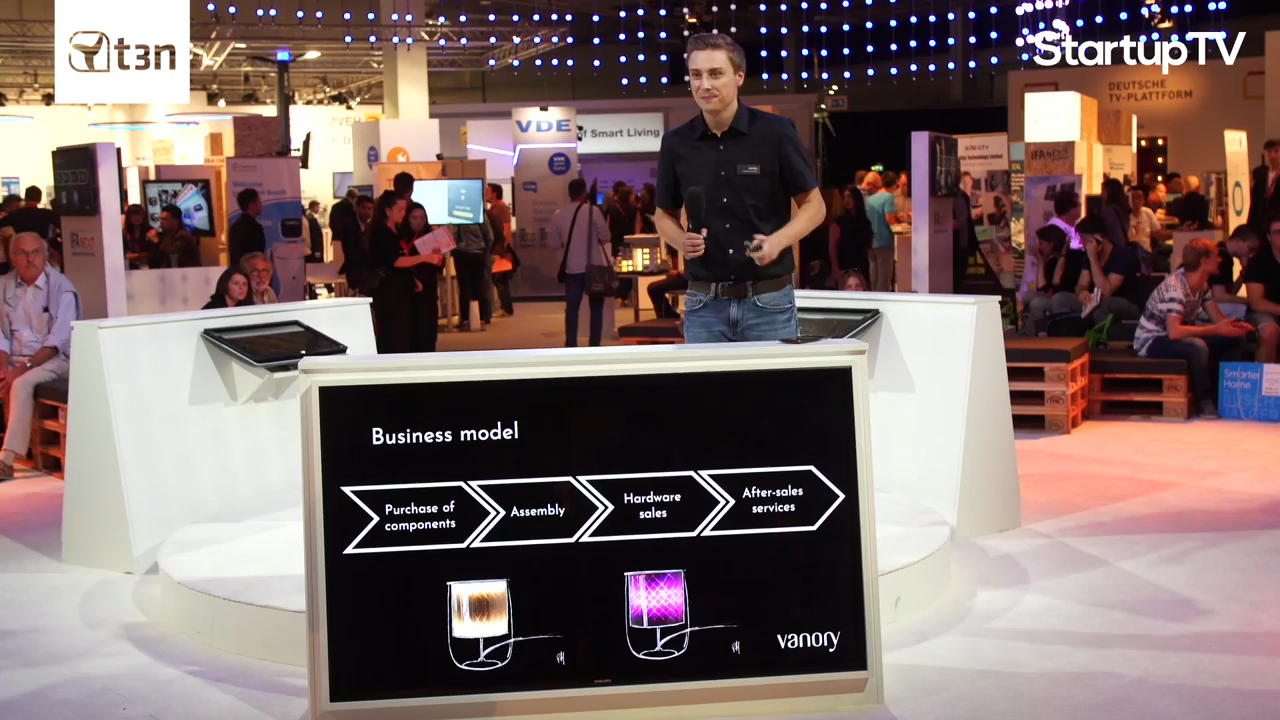 t3n
StartupTV
DEUTSCHE
TV-PLATTFORM
VDE
of Smart Living
Business model
Purchase of
components
Assembly
Hardware
sales
After-sales
services
vanory
Smarter
Home